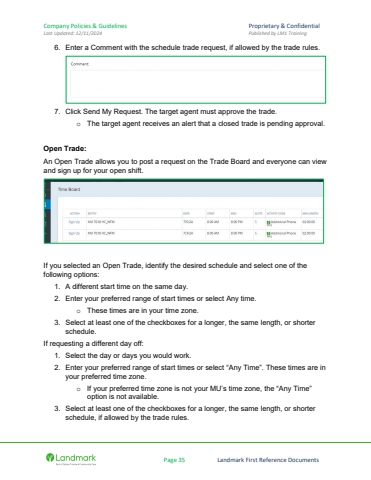 Company Policies & Guidelines
Proprietary & Confidential
Last Updated: 12/11/2024
Published by LMS Training
6. Enter a Comment with the schedule trade request, if allowed by the trade rules.
Comment
7. Click Send My Request. The target agent must approve the trade.
o The target agent receives an alert that a closed trade is pending approval.
Open Trade:
An Open Trade allows you to post a request on the Trade Board and everyone can view
and sign up for your open shift.
Time Board
If you selected an Open Trade, identify the desired schedule and select one of the
following options:
1. A different start time on the same day.
2. Enter your preferred range of start times or select Any time.
o These times are in your time zone.
3. Select at least one of the checkboxes for a longer, the same length, or shorter
schedule.
If requesting a different day off:
1. Select the day or days you would work.
2. Enter your preferred range of start times or select “Any Time”. These times are in
your preferred time zone.
o If your preferred time zone is not your MU’s time zone, the “Any Time”
option is not available.
3. Select at least one of the checkboxes for a longer, the same length, or shorter
schedule, if allowed by the trade rules.
Landmark
Page 35
Landmark First Reference Documents